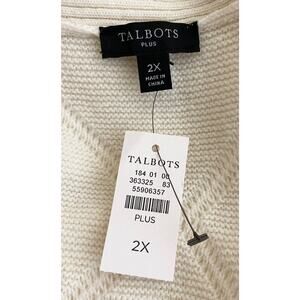 TALBOTS
PLUS
2X
MADE IN
CHINA
TALBOTS
184 01 06
363325 83
55906357
PLUS
2X